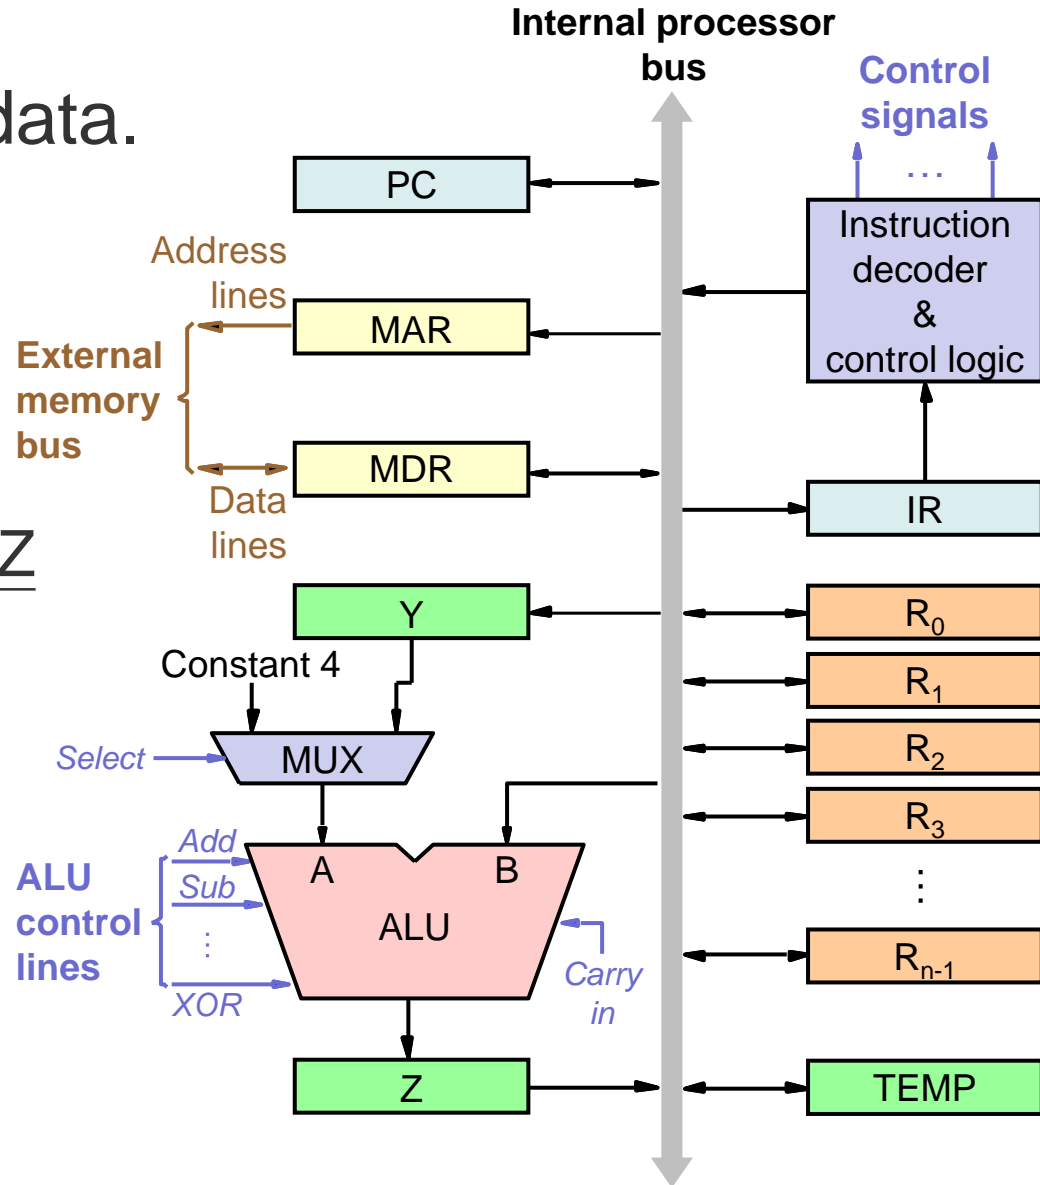 Internal processor
bus
Control
signals
...
data.
PC
Instruction
decoder
&
control logic
Address
lines
MAR
External
memory
bus
MDR
Data
lines
IR
Z
Y
R0
Constant 4
R1
Select
MUX
R2
R3
Add
A
B
ALU
control
lines
Sub
...
ALU
...
XOR
Carry
in
Rn-1
Z
TEMP